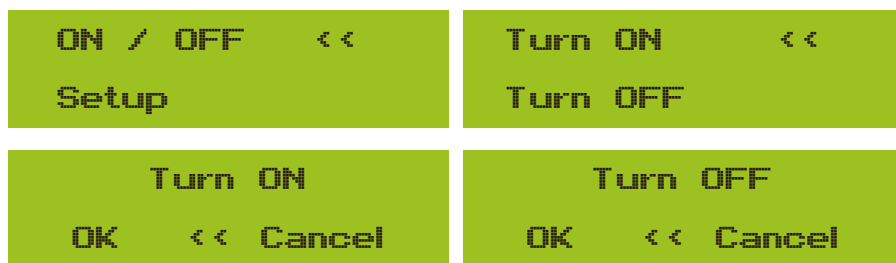 ON / OFF <<
Setup
Turn ON <<
Turn OFF
Turn ON
OK << Cancel
Turn OFF
OK << Cancel